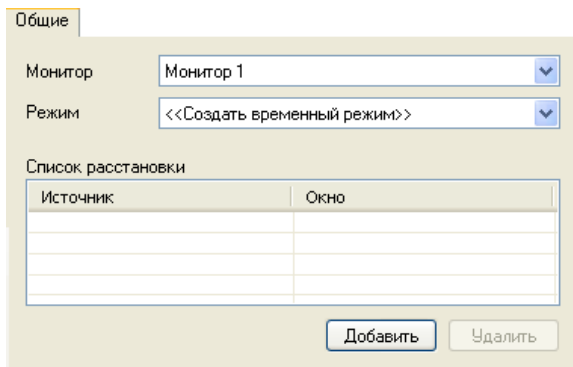 Общие
Монитор Монитор 1
Режим <<Создать временный режим>>
Список расстановки
Источник Окно
Добавить Удалить